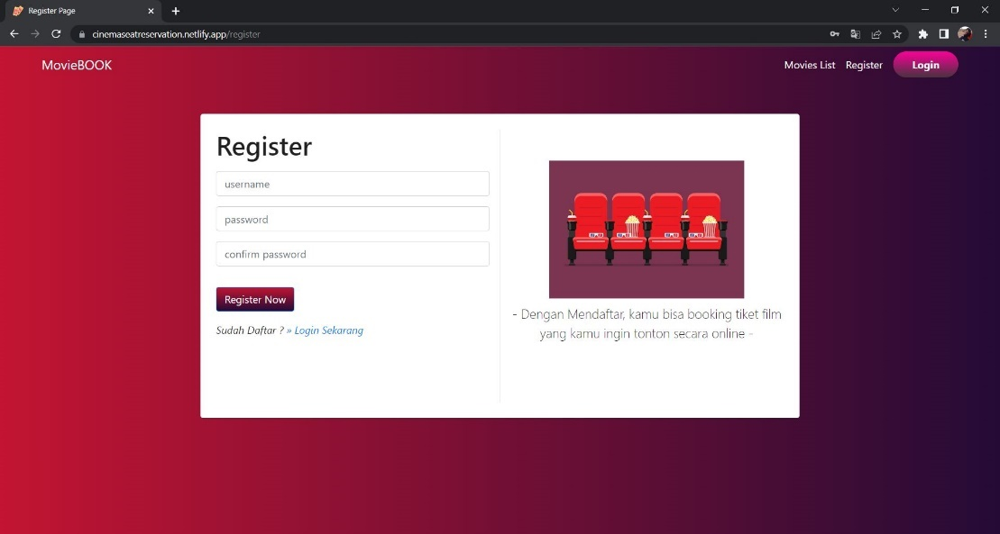 Register Page
cinemaseatreservation.netlify.app/register
MovieBOOK
Movies List
Register
Login
Register
username
password
confirm password
Register Now
Sudah Daftar ? » Login Sekarang
- Dengan Mendaftar, kamu bisa booking tiket film
yang kamu ingin tonton secara online -